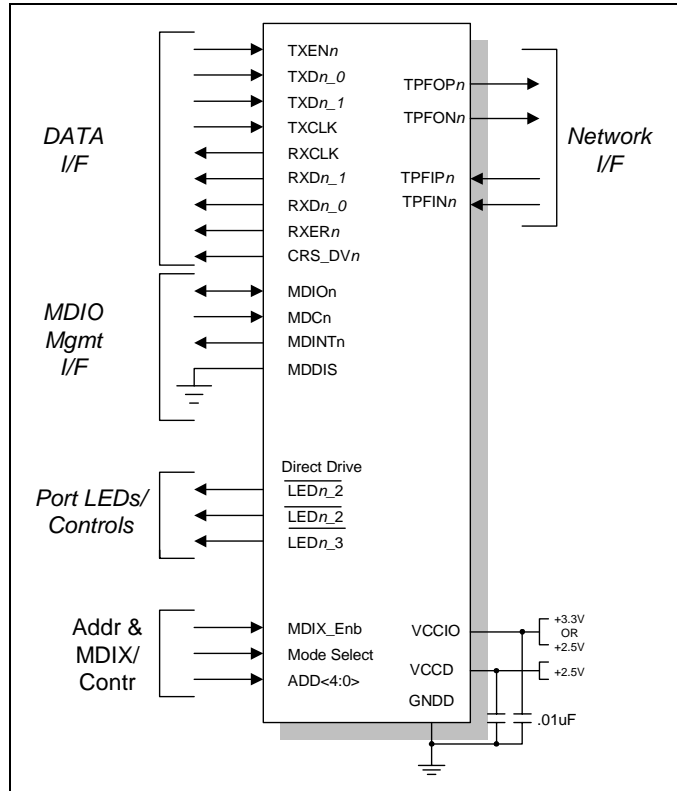 DATA
I/F
TXENn
TXDn_0
TXDn_1
TXCLK
RXCLK
RXDn_1
RXDn_0
RXERn
CRS_DVn
TPFOPn
TPFONn
TPFIPn
TPFINn
Network
I/F
MDIO
Mgmt
I/F
MDIOn
MDCn
MDINTn
MDDIS
Port LEDs/
Controls
Direct Drive
LEDn_2
LEDn_2
LEDn_3
Addr &
MDIX/
Contr
MDIX_Enb
Mode Select
ADD<4:0>
VCCIO
VCCD
GNDD
+3.3V
OR
+2.5V
+2.5V
.01uF